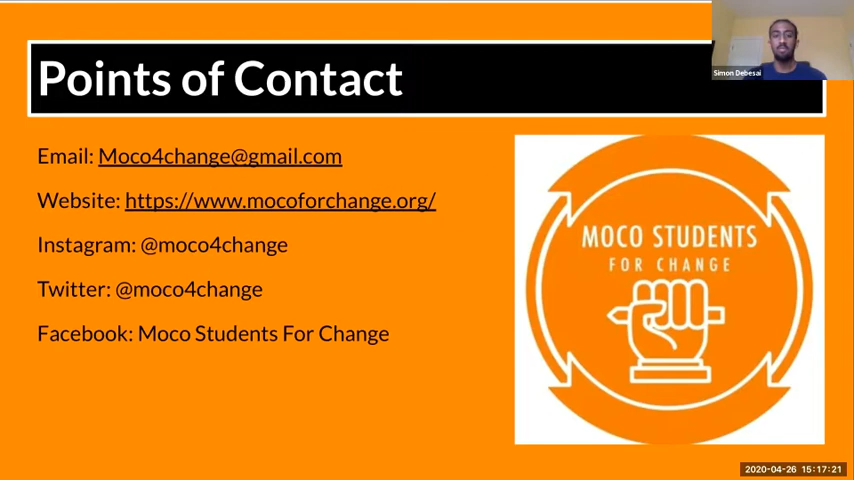 Points of Contact
Simon Debesai
Email: Moco4change@gmail.com
Website: https://www.mocoforchange.org/
Instagram: @moco4change
Twitter: @moco4change
Facebook: Moco Students For Change
MOCO STUDENTS
FOR CHANGE
2020-04-26 15:17:21